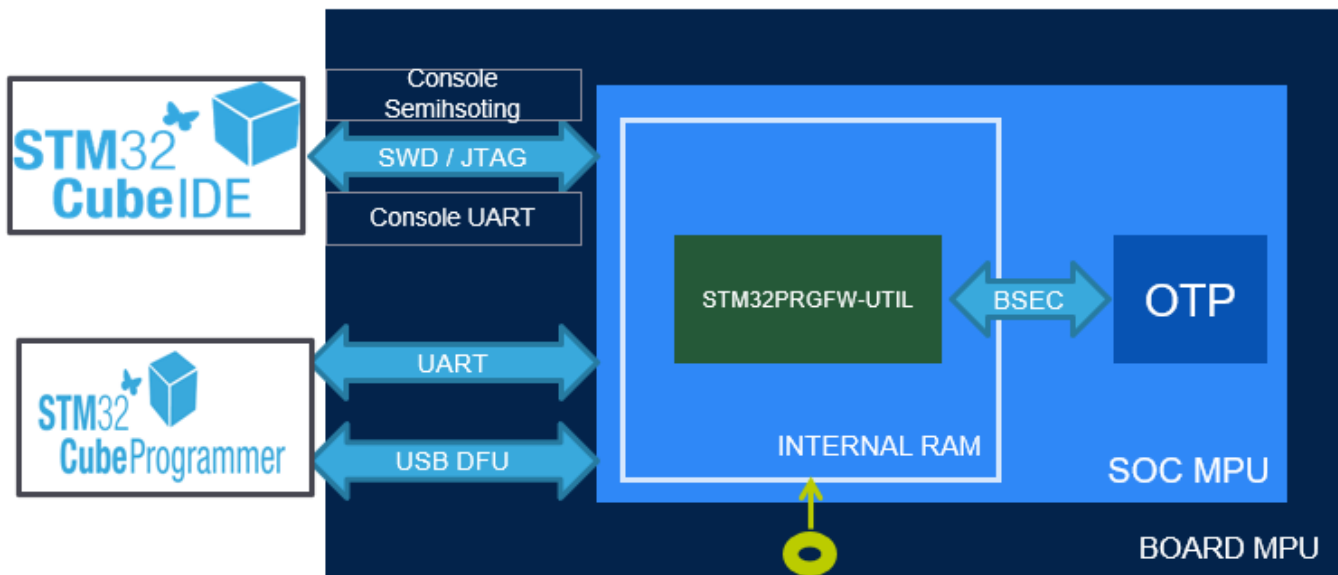 Console
Semihsoting
STM32
CubeIDE
SWD / JTAG
Console UART
STM32PRGFW-UTIL
BSEC
OTP
UART
STM32
CubeProgrammer
USB DFU
INTERNAL RAM
SOC MPU
BOARD MPU